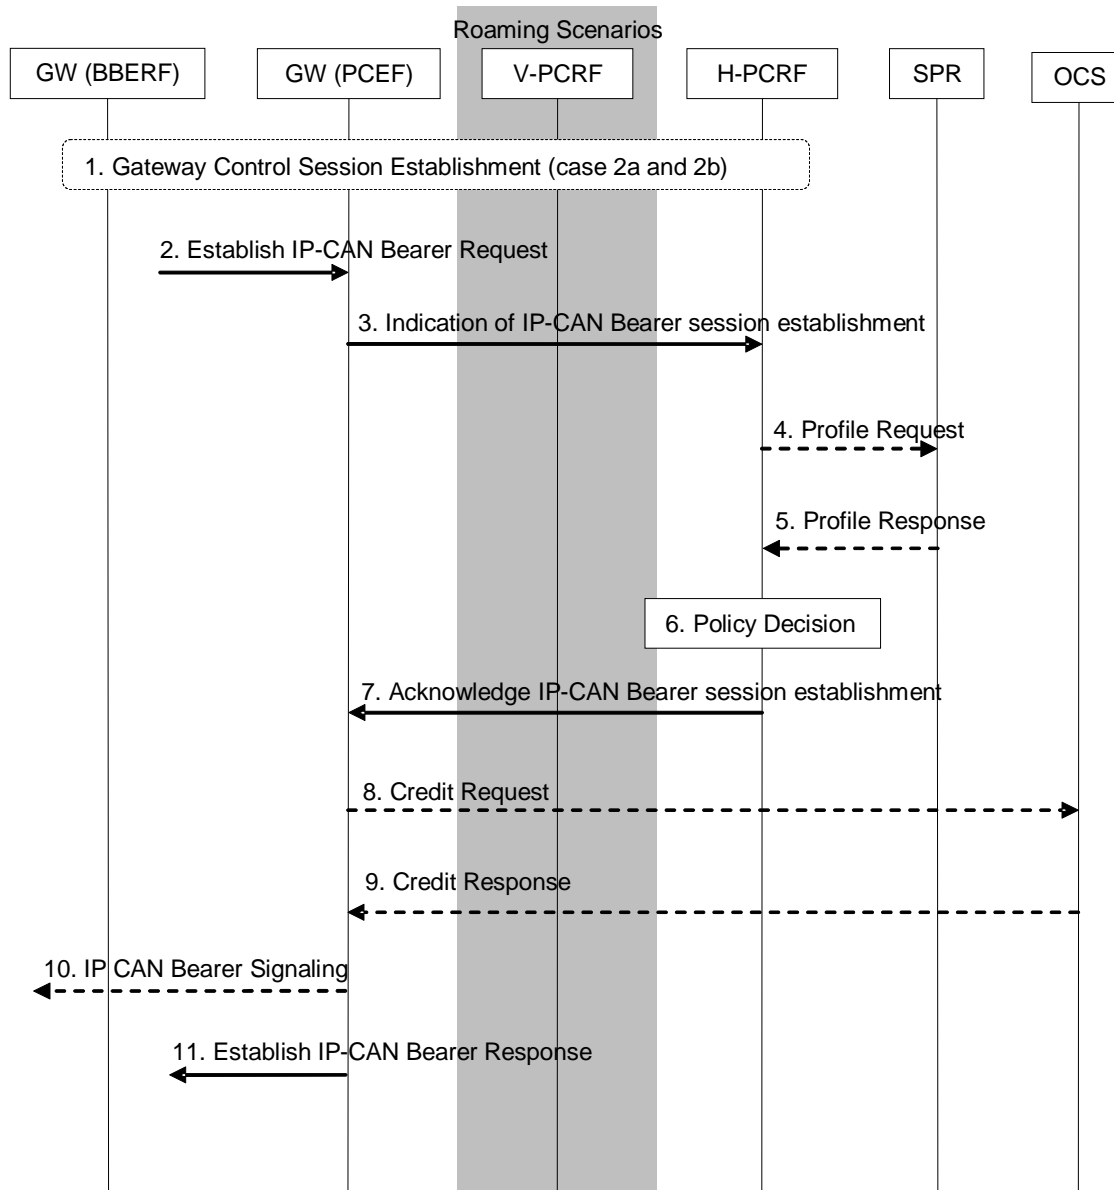 Roaming Scenarios
GW (BBERF)
GW (PCEF)
V-PCRF
H-PCRF
SPR
OCS
1. Gateway Control Session Establishment (case 2a and 2b)
2. Establish IP-CAN Bearer Request
3. Indication of IP-CAN Bearer session establishment
4. Profile Request
5. Profile Response
6. Policy Decision
7. Acknowledge IP-CAN Bearer session establishment
8. Credit Request
9. Credit Response
10. IP CAN Bearer Signaling
11. Establish IP-CAN Bearer Response